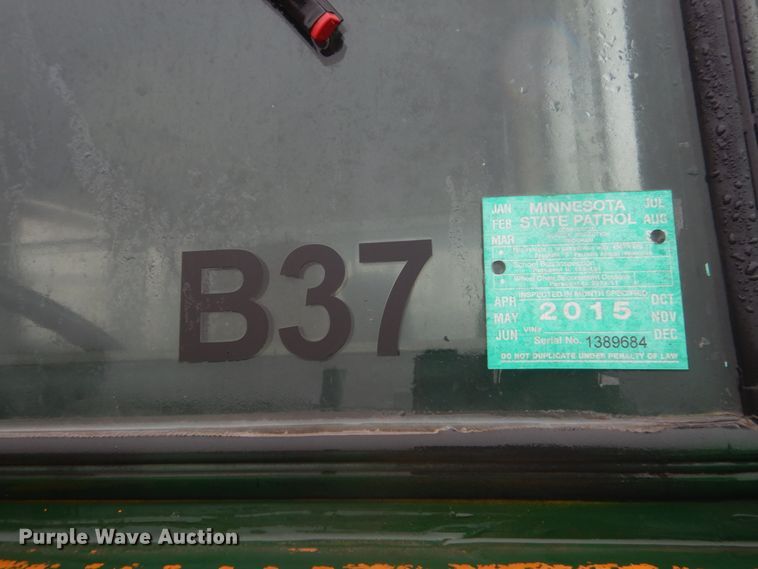 B37
JAN MINNESOTA JUL
FEB STATE PATROL AUG
MAR
APR INSPECTED IN MONTH SPECIFIED OCT
MAY 2015 NOV
JUN VIN# DEC
Serial No. 1389684
DO NOT DUPLICATE UNDER PENALTY OF LAW
Purple Wave Auction